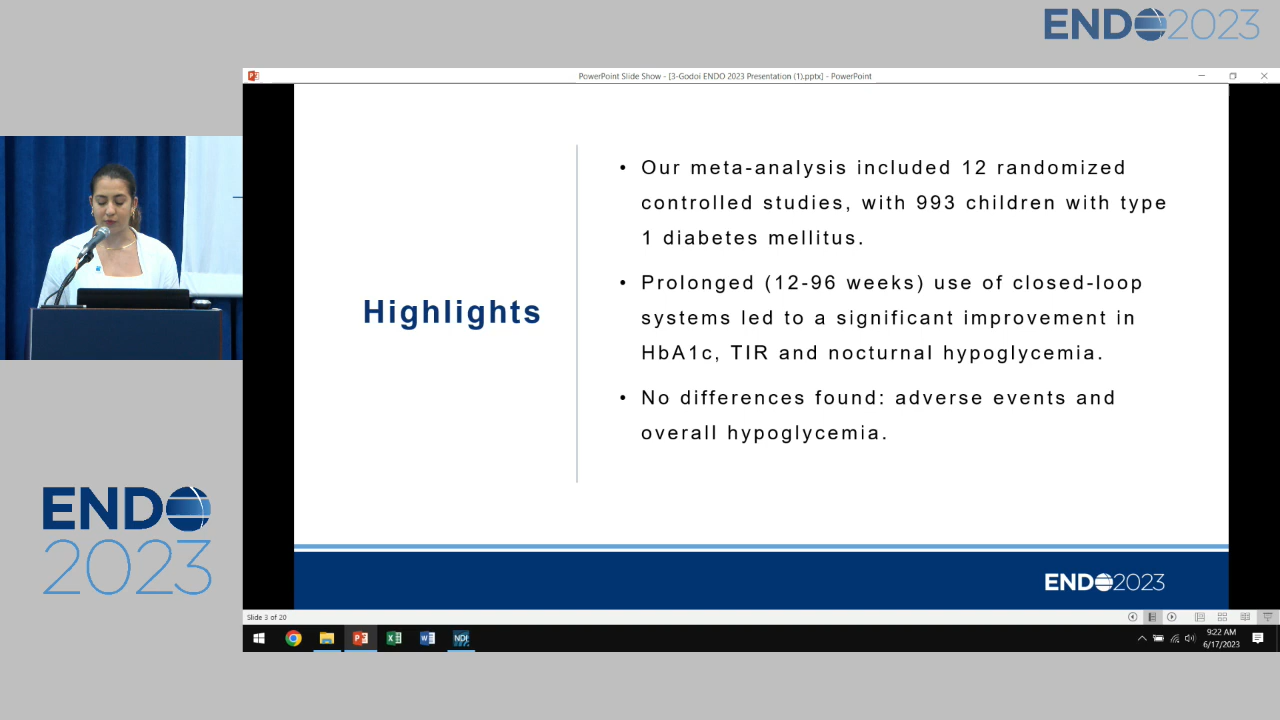 ENDO2023
PowerPoint Slide Show - [3-Godoi ENDO 2023 Presentation (1).pptx] - PowerPoint
Highlights
• Our meta-analysis included 12 randomized
controlled studies, with 993 children with type
1 diabetes mellitus.
• Prolonged (12-96 weeks) use of closed-loop
systems led to a significant improvement in
HbA1c, TIR and nocturnal hypoglycemia.
• No differences found: adverse events and
overall hypoglycemia.
ENDO
2023
ENDO2023
Slide 3 of 20
9:22 AM
6/17/2023